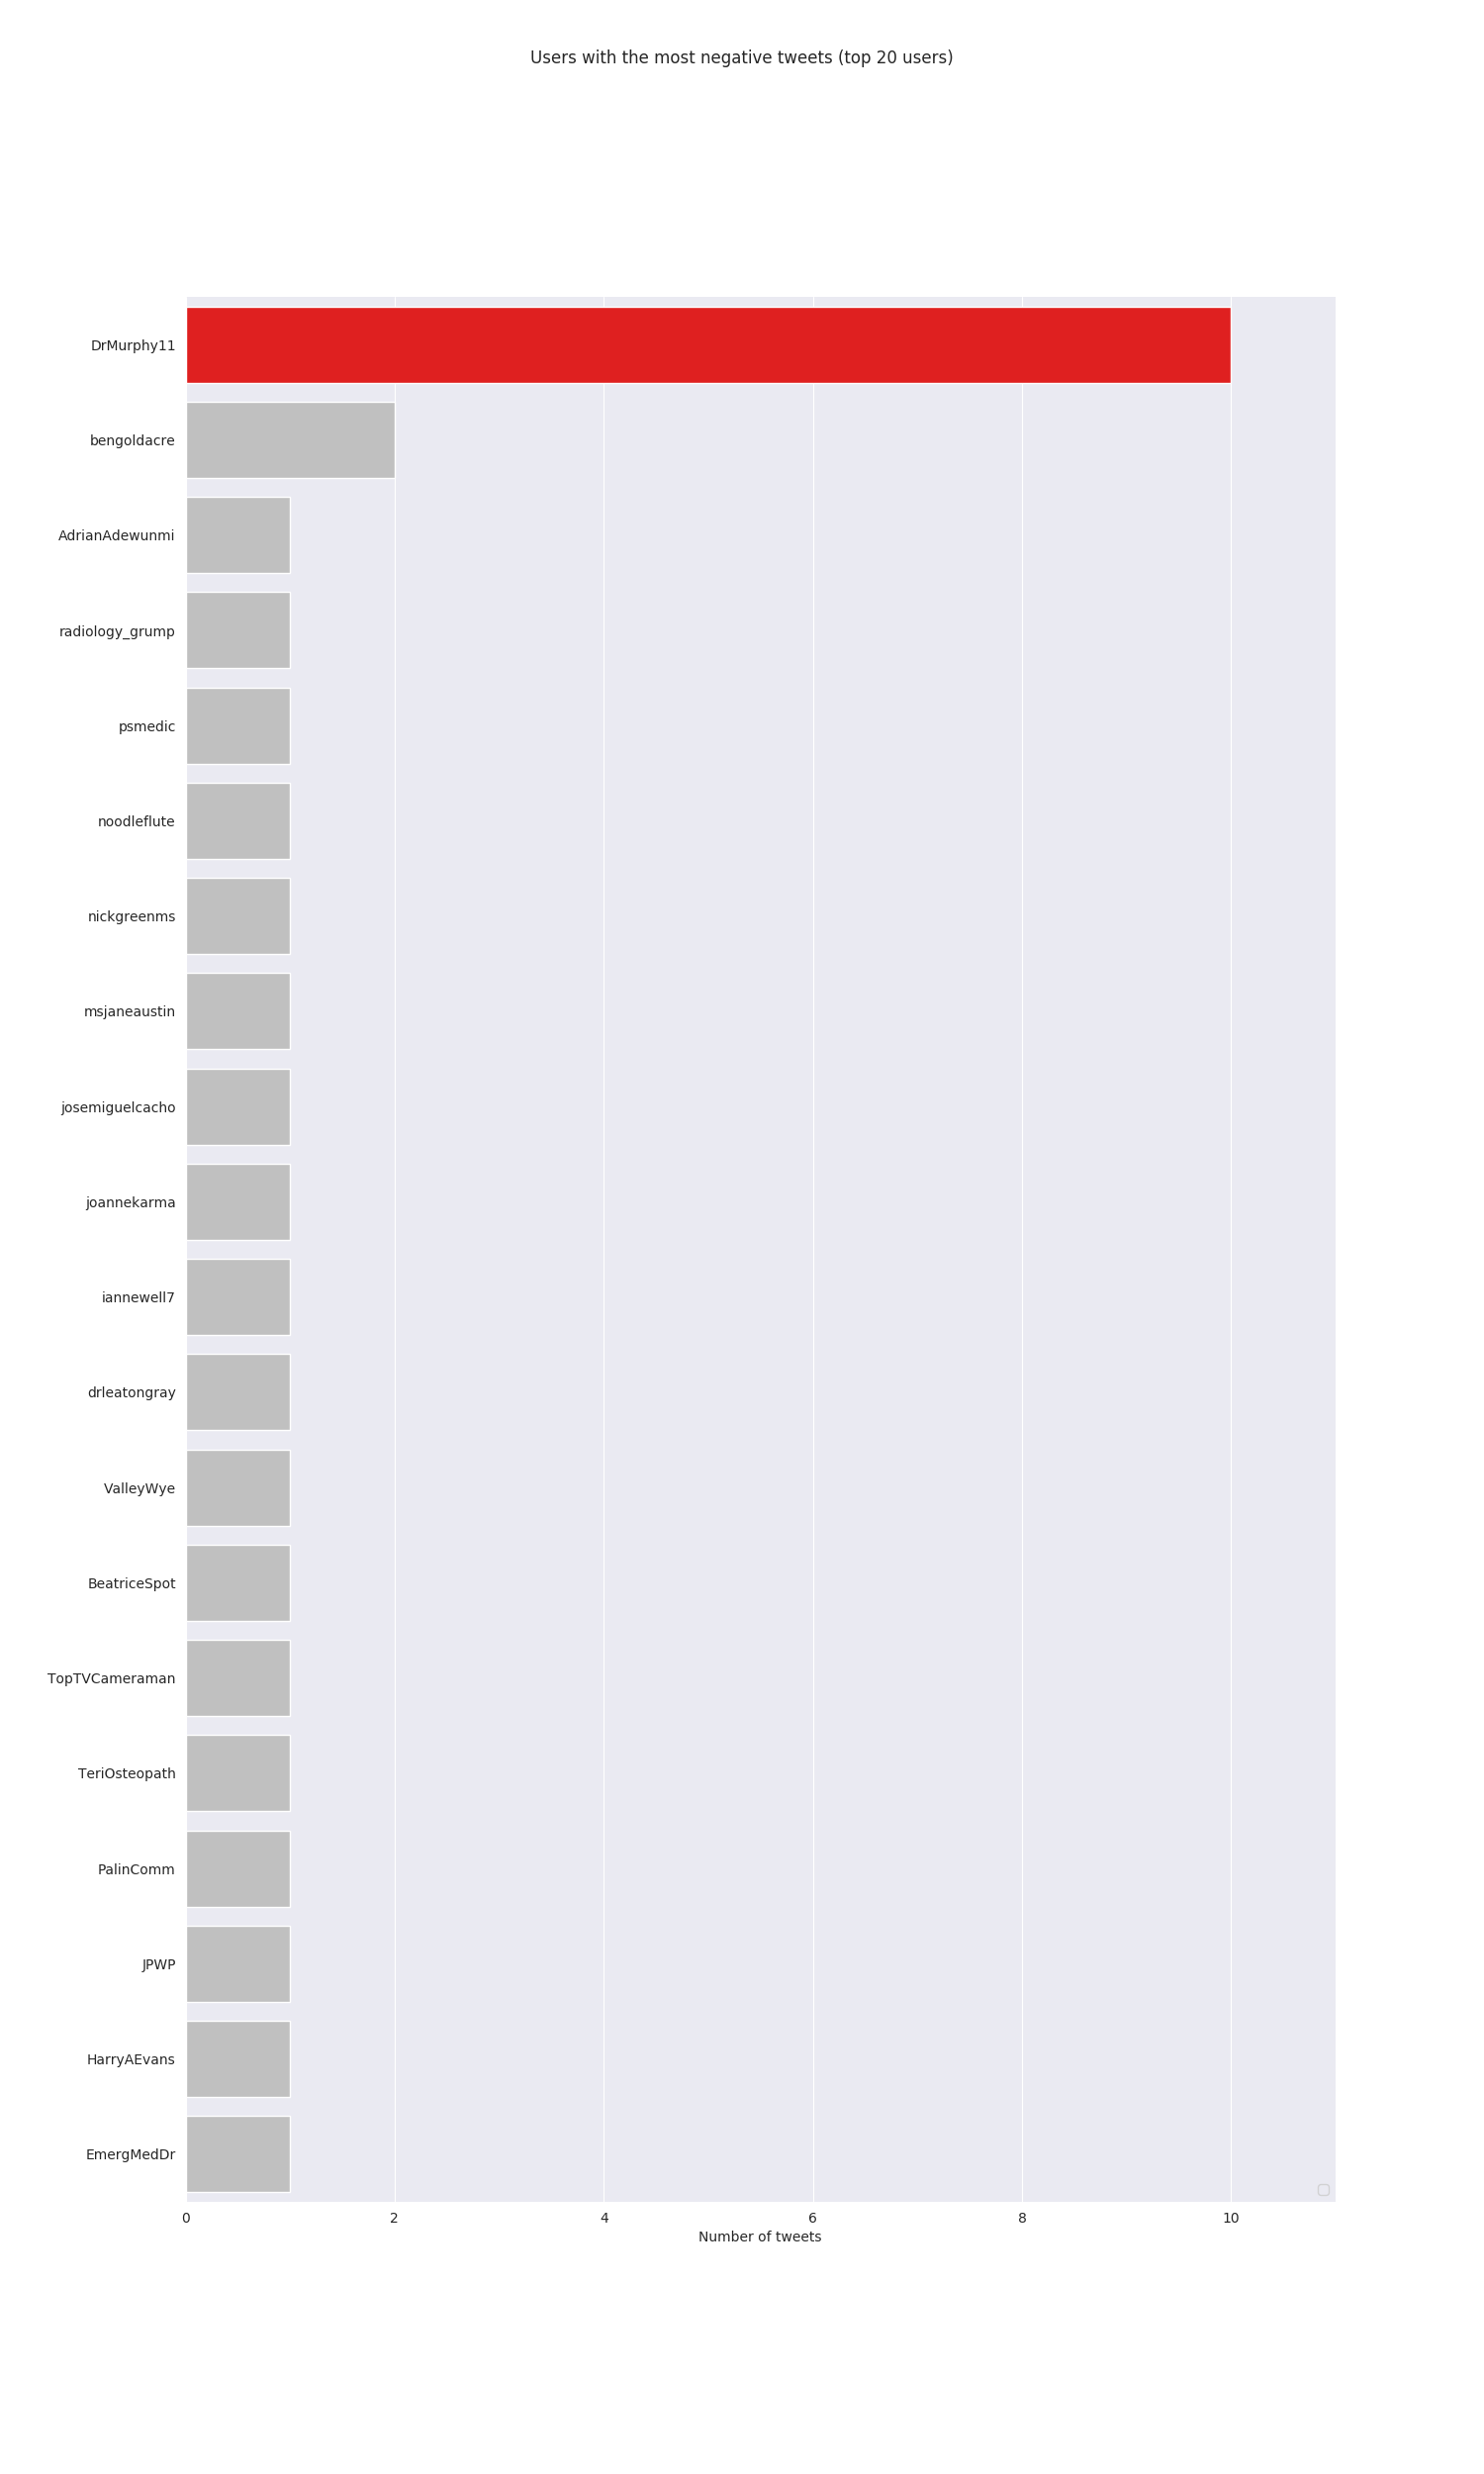 Users with the most negative tweets (top 20 users)
DrMurphy11
bengoldacre
AdrianAdewunmi
radiology_grump
psmedic
noodleflute
nickgreenms
msjaneaustin
josemiguelcacho
joannekarma
iannewell7
drleatongray
ValleyWye
BeatriceSpot
TopTVCameraman
TeriOsteopath
PalinComm
JPWP
HarryAEvans
EmergMedDr
0 2 4 6 8 10
Number of tweets